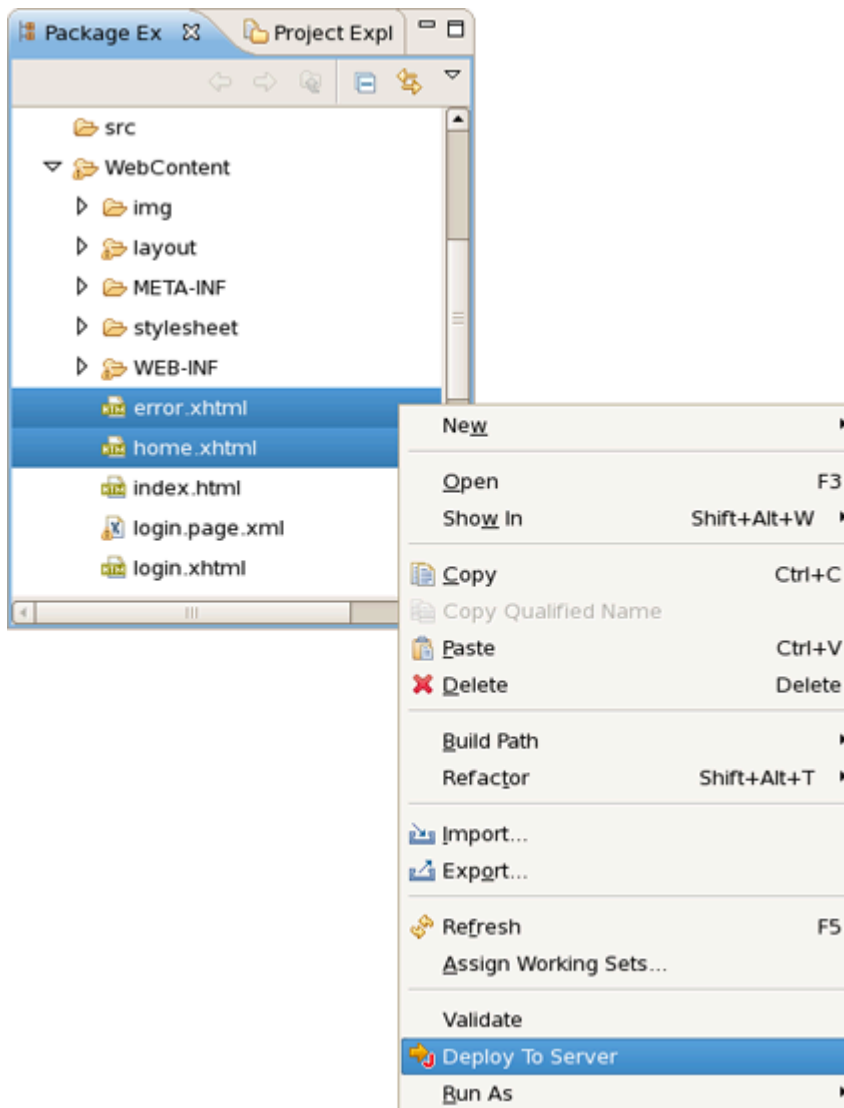 Package Ex Project Expl
src
WebContent
img
layout
META-INF
stylesheet
WEB-INF
error.xhtml
home.xhtml
index.html
login.page.xml
login.xhtml
New
Open F3
Show In Shift+Alt+W
Copy Ctrl+C
Copy Qualified Name
Paste Ctrl+V
Delete Delete
Build Path
Refactor Shift+Alt+T
Import...
Export...
Refresh F5
Assign Working Sets...
Validate
Deploy To Server
Run As